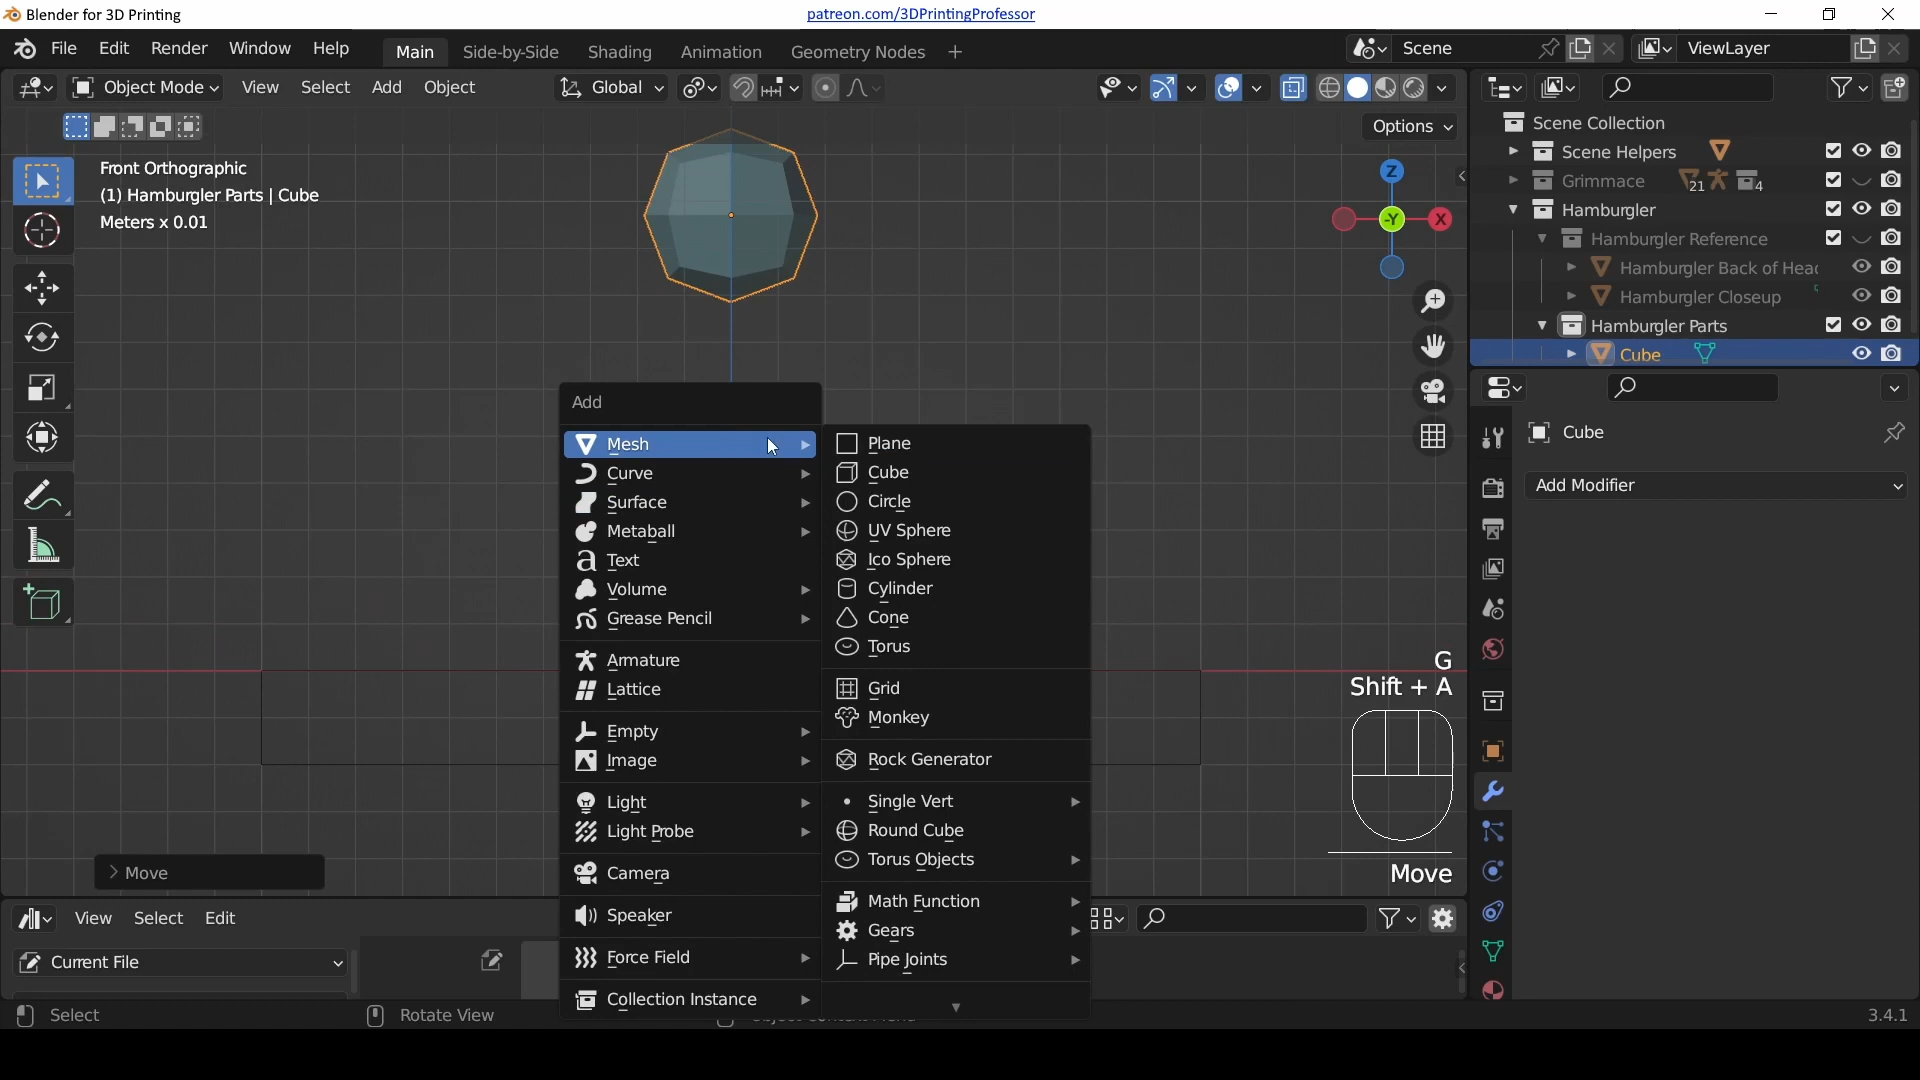 Blender for 3D Printing
patreon.com/3DPrintingProfessor
File Edit Render Window Help
Main Side-by-Side Shading Animation Geometry Nodes
Scene
ViewLayer
Object Mode View Select Add Object
Global
Options
Front Orthographic
(1) Hamburgler Parts | Cube
Meters x 0.01
Z
-Y
X
Scene Collection
Scene Helpers
Grimmace 21 4
Hamburgler
Hamburgler Reference
Hamburgler Back of Head
Hamburgler Closeup
Hamburgler Parts
Cube
Cube
Add Modifier
Add
Mesh
Curve
Surface
Metaball
Text
Volume
Grease Pencil
Armature
Lattice
Empty
Image
Light
Light Probe
Camera
Speaker
Force Field
Collection Instance
Plane
Cube
Circle
UV Sphere
Ico Sphere
Cylinder
Cone
Torus
Grid
Monkey
Rock Generator
Single Vert
Round Cube
Torus Objects
Math Function
Gears
Pipe Joints
G
Shift + A
Move
Move
View Select Edit
Current File
Select
Rotate View
3.4.1